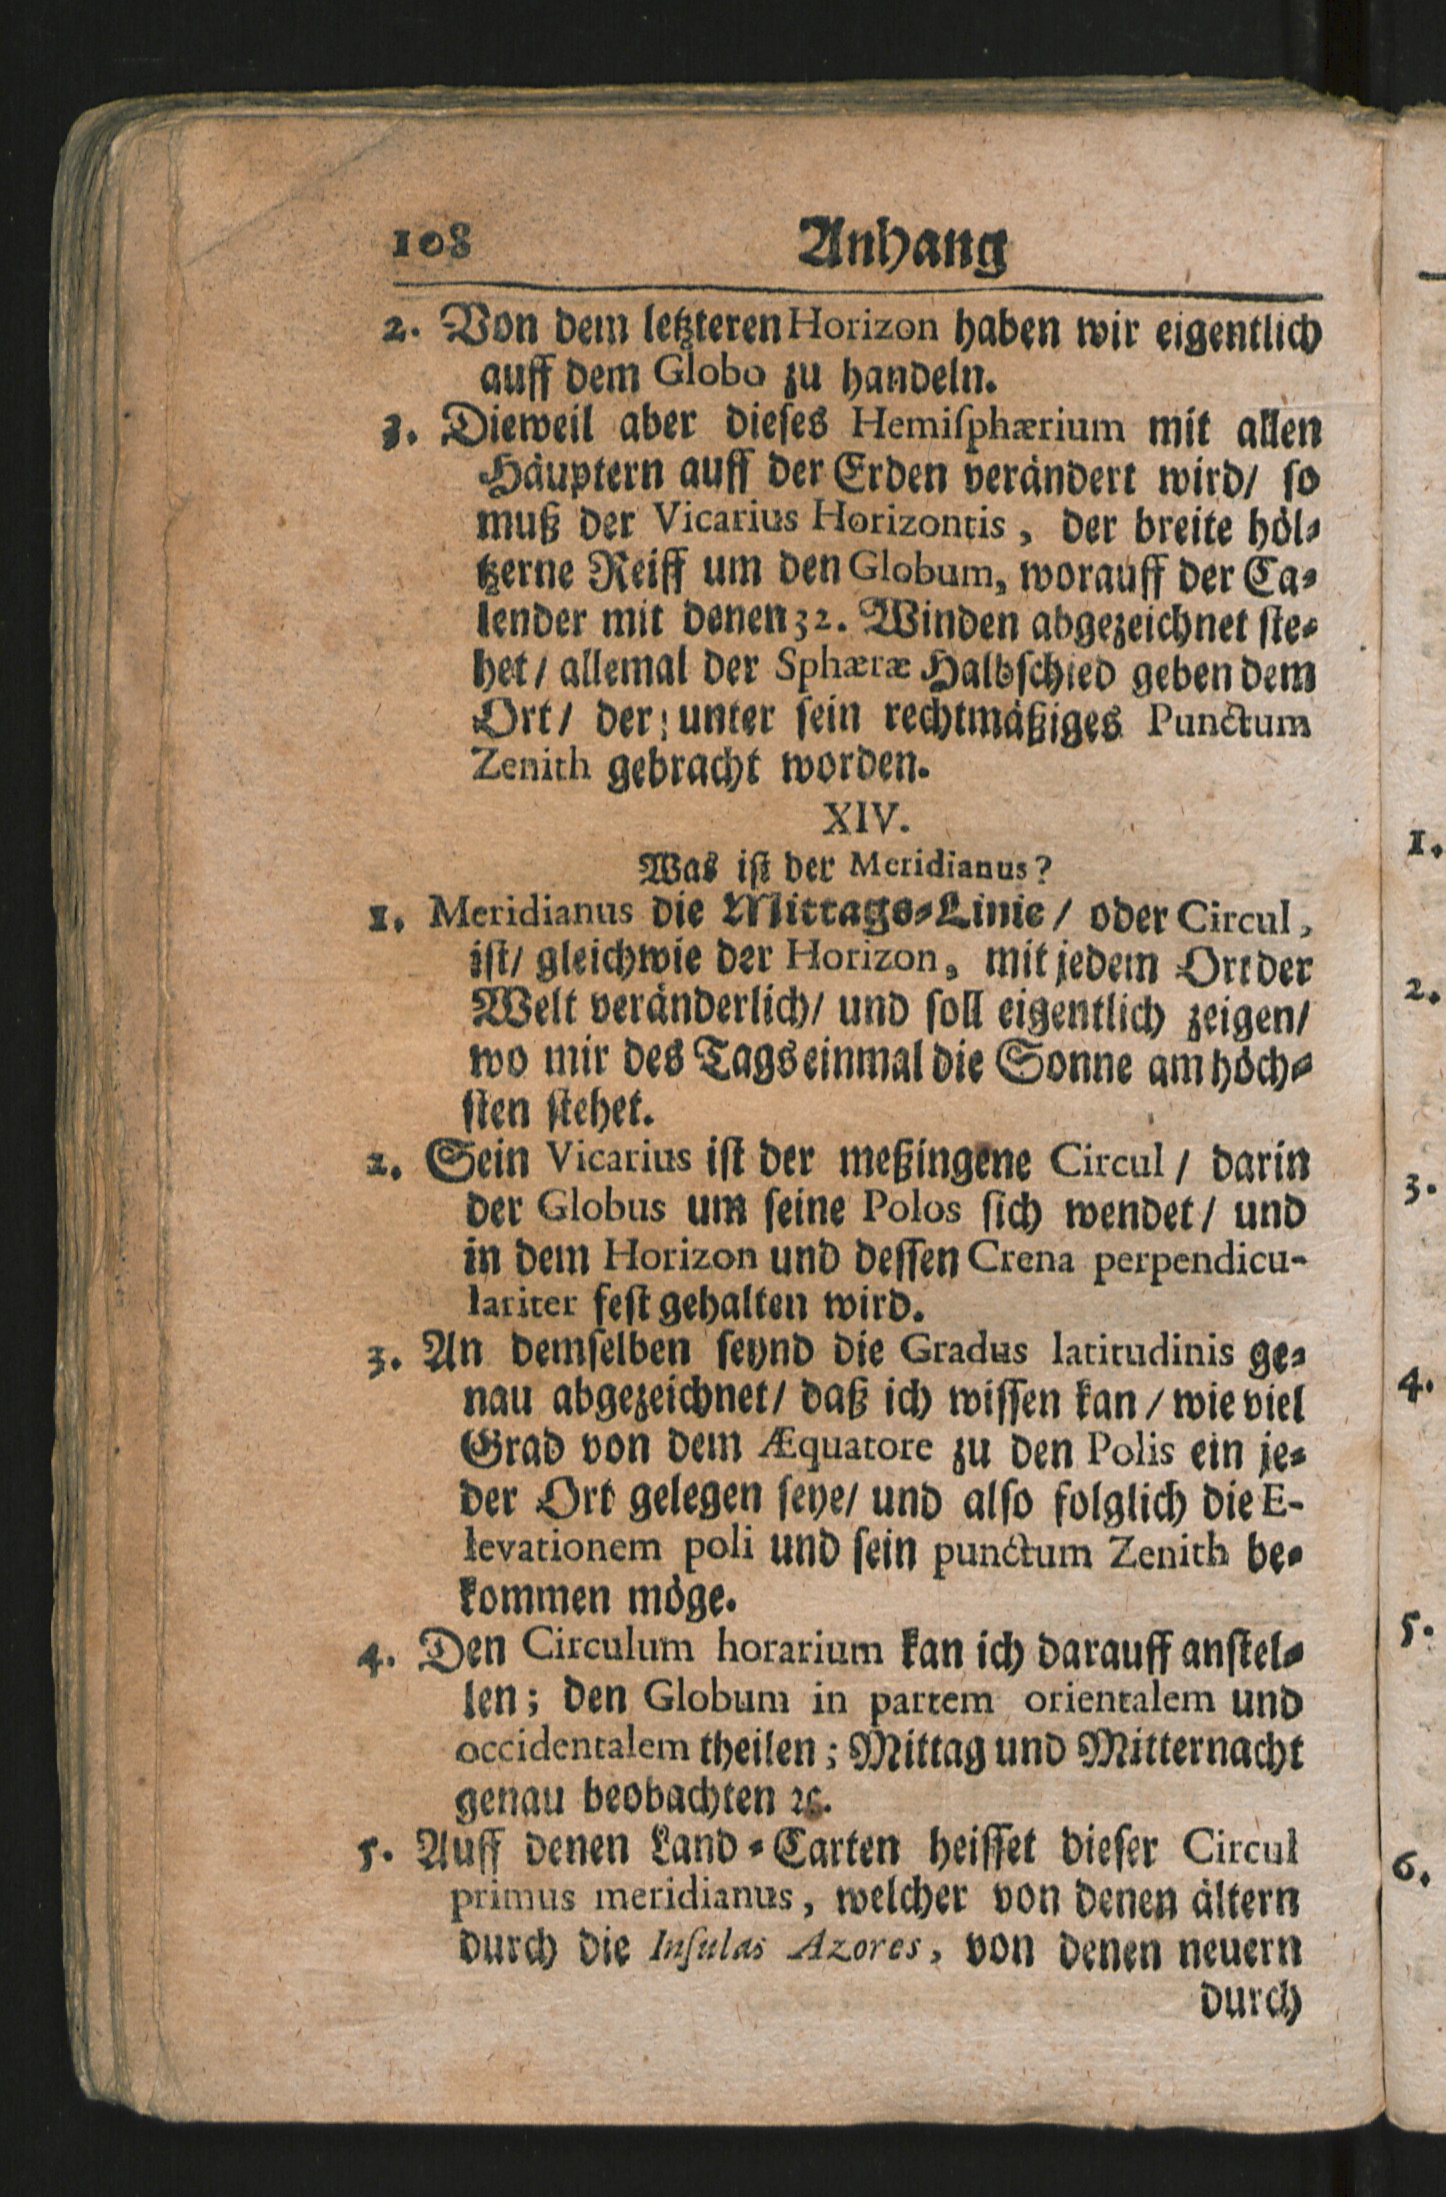 108 Anhang
2. Von dem letzteren Horizon haben wir eigentlich
auff dem Globo zu handeln.
3. Dieweil aber dieses Hemiſphærium mit allen
Häuptern auff der Erden verändert wird/ so
muß der Vicarius Horizontis, der breite höl-
tzerne Reiff um den Globum, worauff der Ca-
lender mit denen 32. Winden abgezeichnet ste-
het/ allemal der Sphæræ Halbschied geben dem
Ort/ der; unter sein rechtmäßiges Punctum
Zenith gebracht worden.
XIV.
Was ist der Meridianus?
1. Meridianus die Mittags-Linie/ oder Circul,
ist/ gleichwie der Horizon, mit jedem Ort der
Welt veränderlich/ und soll eigentlich zeigen/
wo mir des Tags einmal die Sonne am höch-
sten stehet.
2. Sein Vicarius ist der meßingene Circul/ darin
der Globus um seine Polos sich wendet/ und
in dem Horizon und dessen Crena perpendicu-
lariter fest gehalten wird.
3. An demselben seynd die Gradus latitudinis ge-
nau abgezeichnet/ daß ich wissen kan/ wie viel
Grad von dem Æquatore zu den Polis ein je-
der Ort gelegen seye/ und also folglich die E-
levationem poli und sein punctum Zenith be-
kommen möge.
4. Den Circulum horarium kan ich darauff anstel-
len; den Globum in partem orientalem und
occidentalem theilen; Mittag und Mitternacht
genau beobachten ꝛc.
5. Auff denen Land-Carten heisset dieser Circul
primus meridianus, welcher von denen ältern
durch die Inſulas Azores, von denen neuern
durch
1.
2.
3.
4.
5.
6.